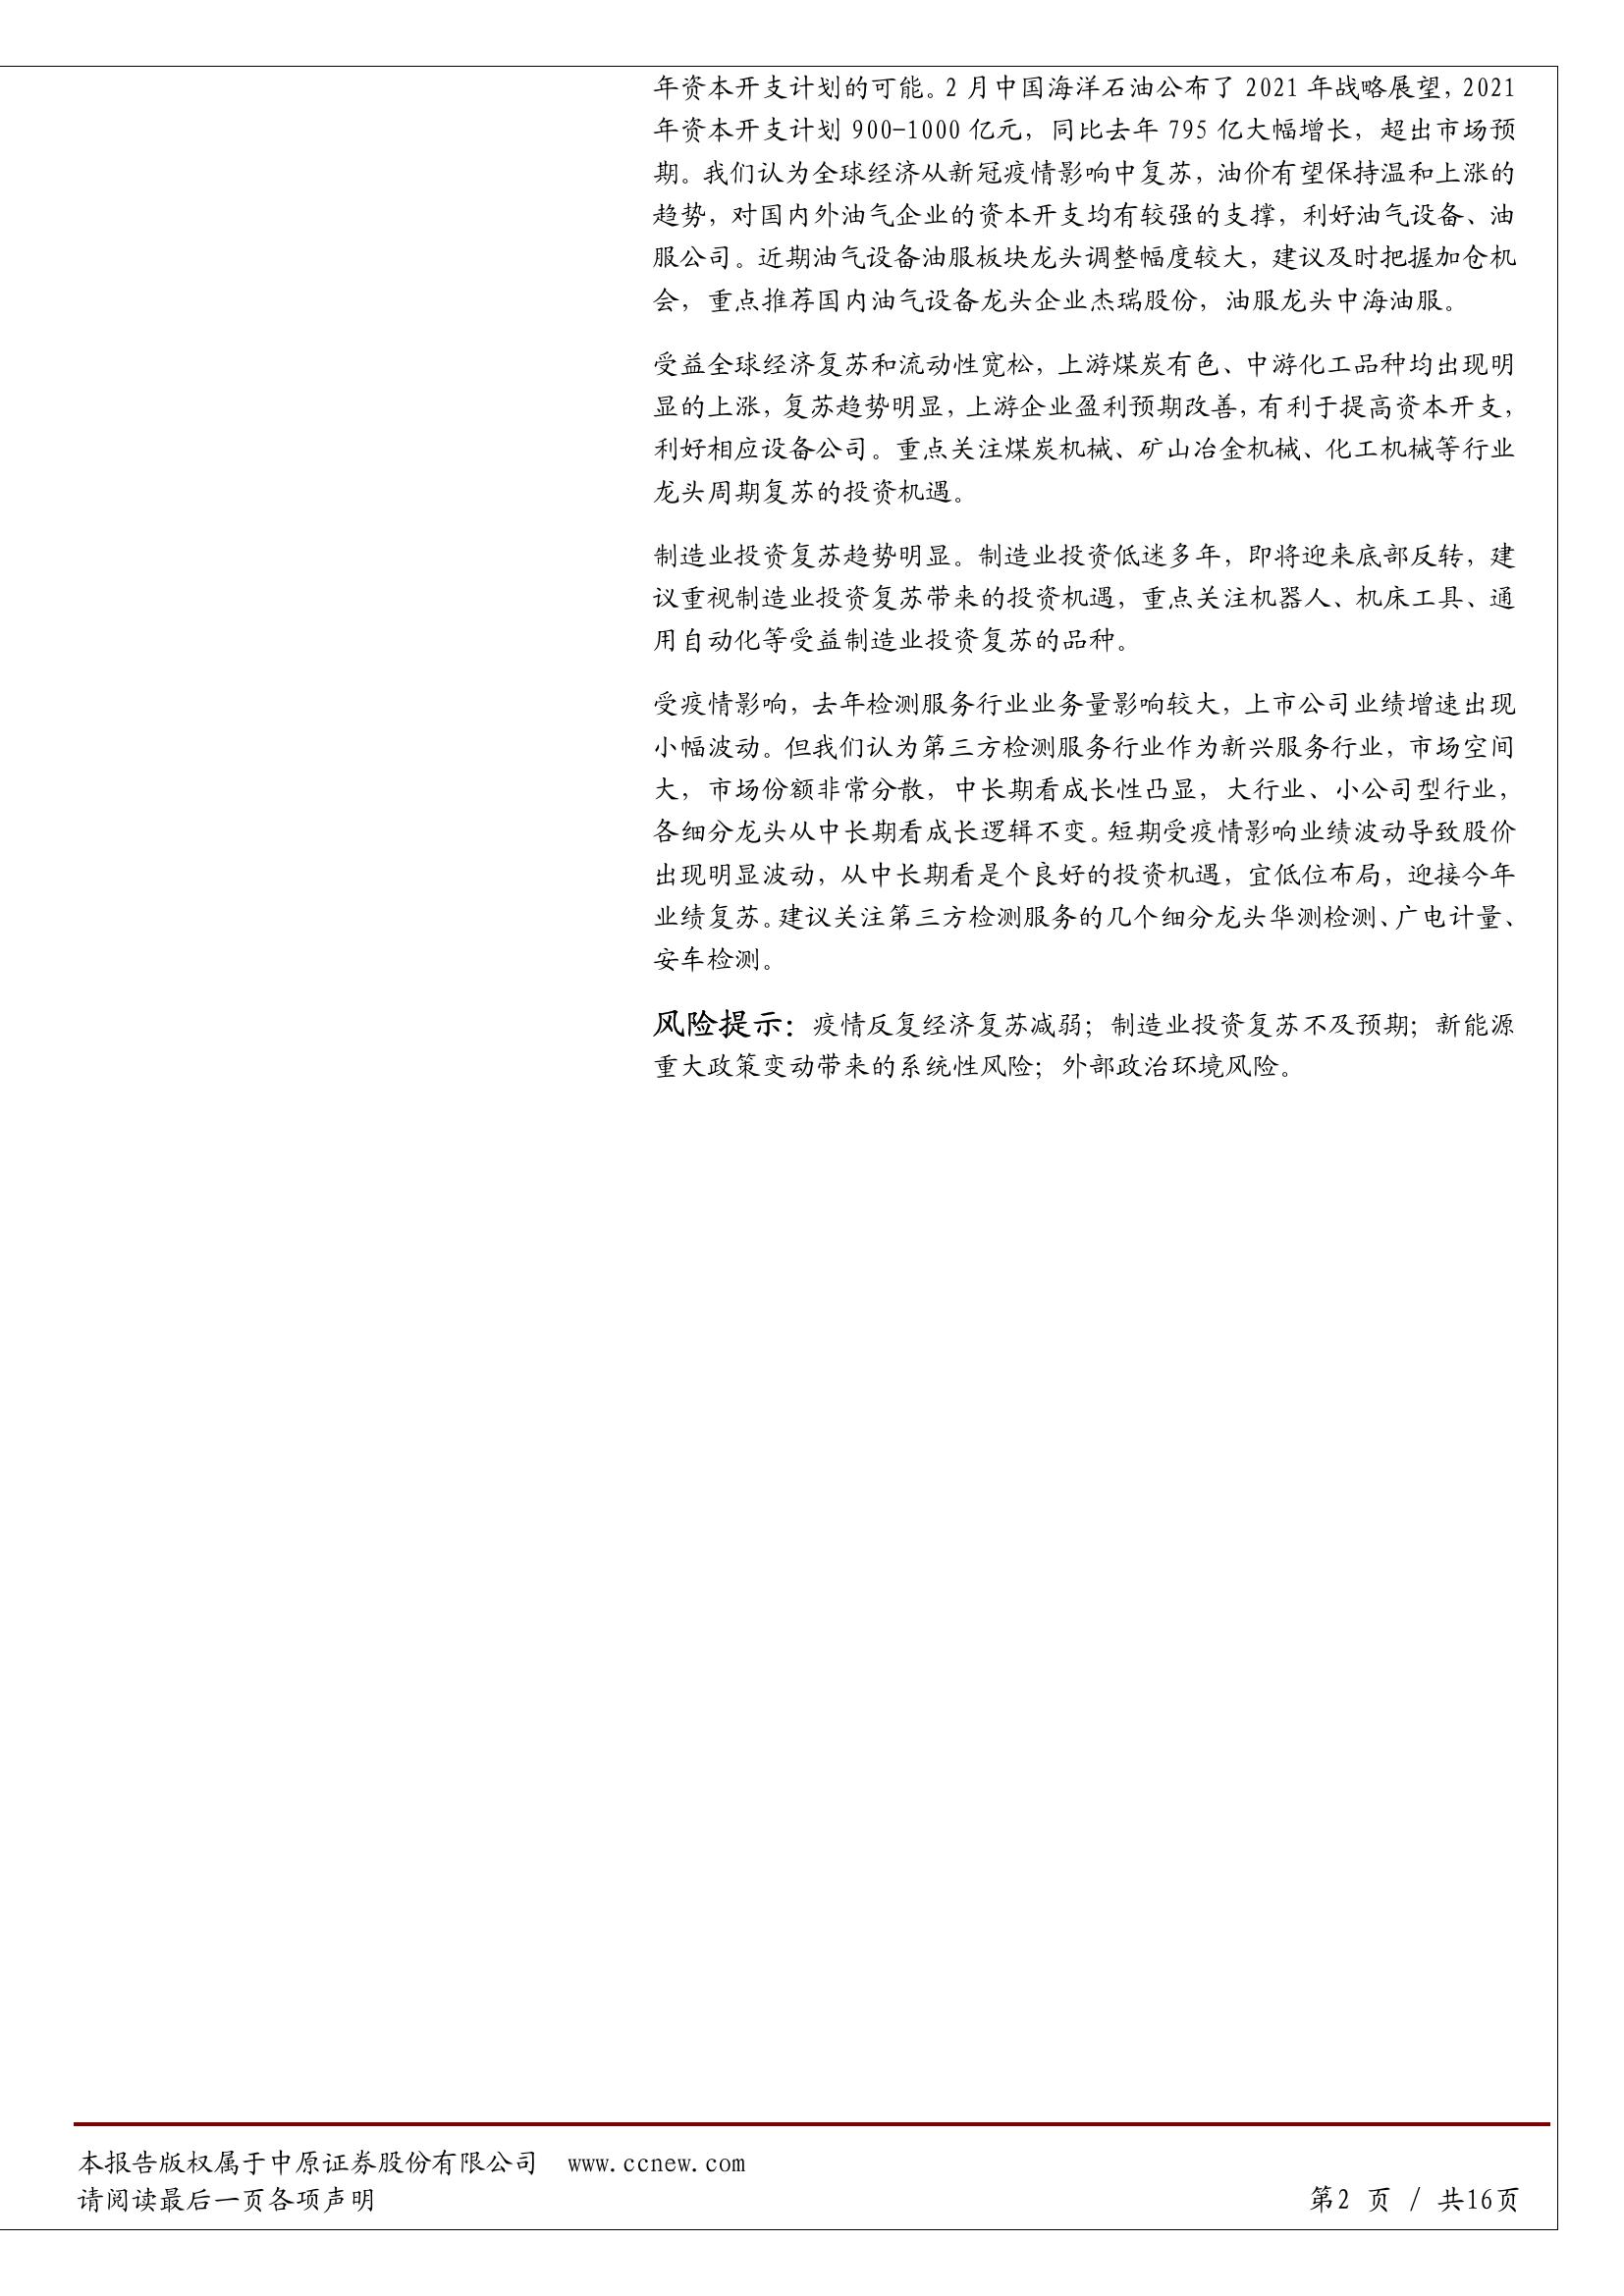 年资本开支计划的可能。2 月中国海洋石油公布了 2021 年战略展望，2021
年资本开支计划 900-1000 亿元，同比去年 795 亿大幅增长，超出市场预
期。我们认为全球经济从新冠疫情影响中复苏，油价有望保持温和上涨的
趋势，对国内外油气企业的资本开支均有较强的支撑，利好油气设备、油
服公司。近期油气设备油服板块龙头调整幅度较大，建议及时把握加仓机
会，重点推荐国内油气设备龙头企业杰瑞股份，油服龙头中海油服。
受益全球经济复苏和流动性宽松，上游煤炭有色、中游化工品种均出现明
显的上涨，复苏趋势明显，上游企业盈利预期改善，有利于提高资本开支，
利好相应设备公司。重点关注煤炭机械、矿山冶金机械、化工机械等行业
龙头周期复苏的投资机遇。
制造业投资复苏趋势明显。制造业投资低迷多年，即将迎来底部反转，建
议重视制造业投资复苏带来的投资机遇，重点关注机器人、机床工具、通
用自动化等受益制造业投资复苏的品种。
受疫情影响，去年检测服务行业业务量影响较大，上市公司业绩增速出现
小幅波动。但我们认为第三方检测服务行业作为新兴服务行业，市场空间
大，市场份额非常分散，中长期看成长性凸显，大行业、小公司型行业，
各细分龙头从中长期看成长逻辑不变。短期受疫情影响业绩波动导致股价
出现明显波动，从中长期看是个良好的投资机遇，宜低位布局，迎接今年
业绩复苏。建议关注第三方检测服务的几个细分龙头华测检测、广电计量、
安车检测。
风险提示：疫情反复经济复苏减弱；制造业投资复苏不及预期；新能源
重大政策变动带来的系统性风险；外部政治环境风险。
本报告版权属于中原证券股份有限公司 www.ccnew.com
请阅读最后一页各项声明
第2 页 / 共16页